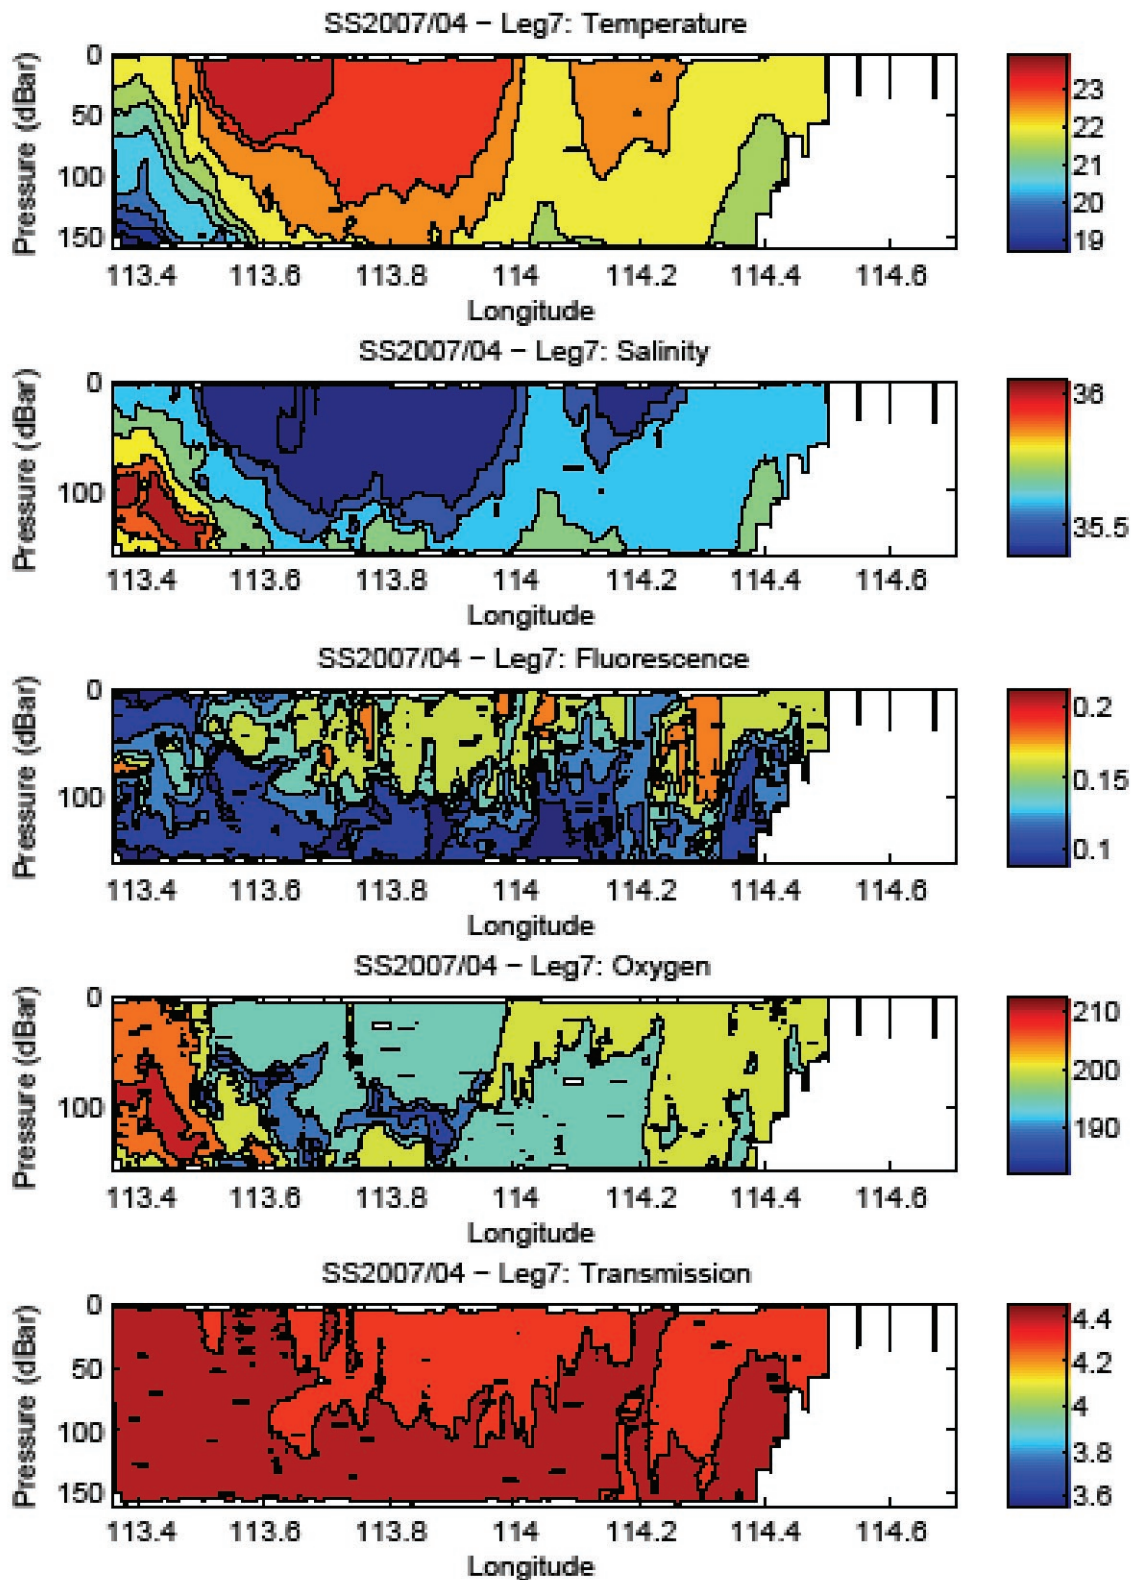 SS2007/04 − Leg7: Temperature
Pressure (dBar)
0
50
100
150
113.4 113.6 113.8 114 114.2 114.4 114.6
Longitude
23
22
21
20
19
SS2007/04 − Leg7: Salinity
Pressure (dBar)
0
100
113.4 113.6 113.8 114 114.2 114.4 114.6
Longitude
36
35.5
SS2007/04 − Leg7: Fluorescence
Pressure (dBar)
0
100
113.4 113.6 113.8 114 114.2 114.4 114.6
Longitude
0.2
0.15
0.1
SS2007/04 − Leg7: Oxygen
Pressure (dBar)
0
100
113.4 113.6 113.8 114 114.2 114.4 114.6
Longitude
210
200
190
SS2007/04 − Leg7: Transmission
Pressure (dBar)
0
50
100
150
113.4 113.6 113.8 114 114.2 114.4 114.6
Longitude
4.4
4.2
4
3.8
3.6